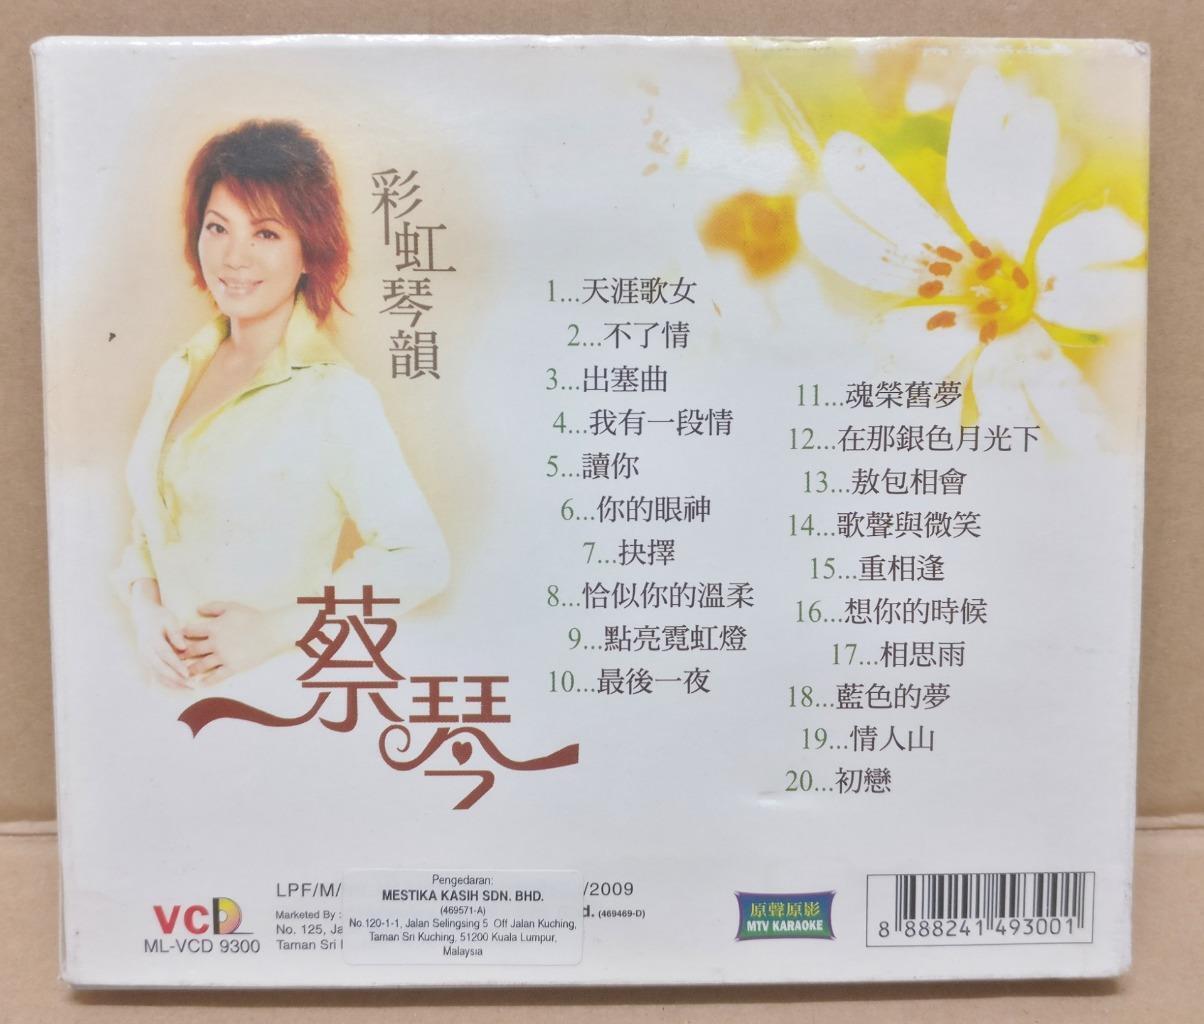 彩虹琴韻
蔡琴
1...天涯歌女
2...不了情
3...出塞曲
4...我有一段情
5...讀你
6...你的眼神
7...抉擇
8...恰似你的溫柔
9...點亮霓虹燈
10...最後一夜
11...魂榮舊夢
12...在那銀色月光下
13...敖包相會
14...歌聲與微笑
15...重相逢
16...想你的時候
17...相思雨
18...藍色的夢
19...情人山
20...初戀
VCD
ML-VCD 9300
LPF/M/
/2009
Marketed By :
d. (469469-D)
No. 125, Ja
Taman Sri
Pengedaran:
MESTIKA KASIH SDN. BHD.
(469571-A)
No.120-1-1, Jalan Selingsing 5 Off Jalan Kuching,
Taman Sri Kuching, 51200 Kuala Lumpur,
Malaysia
原聲原影
MTV KARAOKE
8 888241 493001